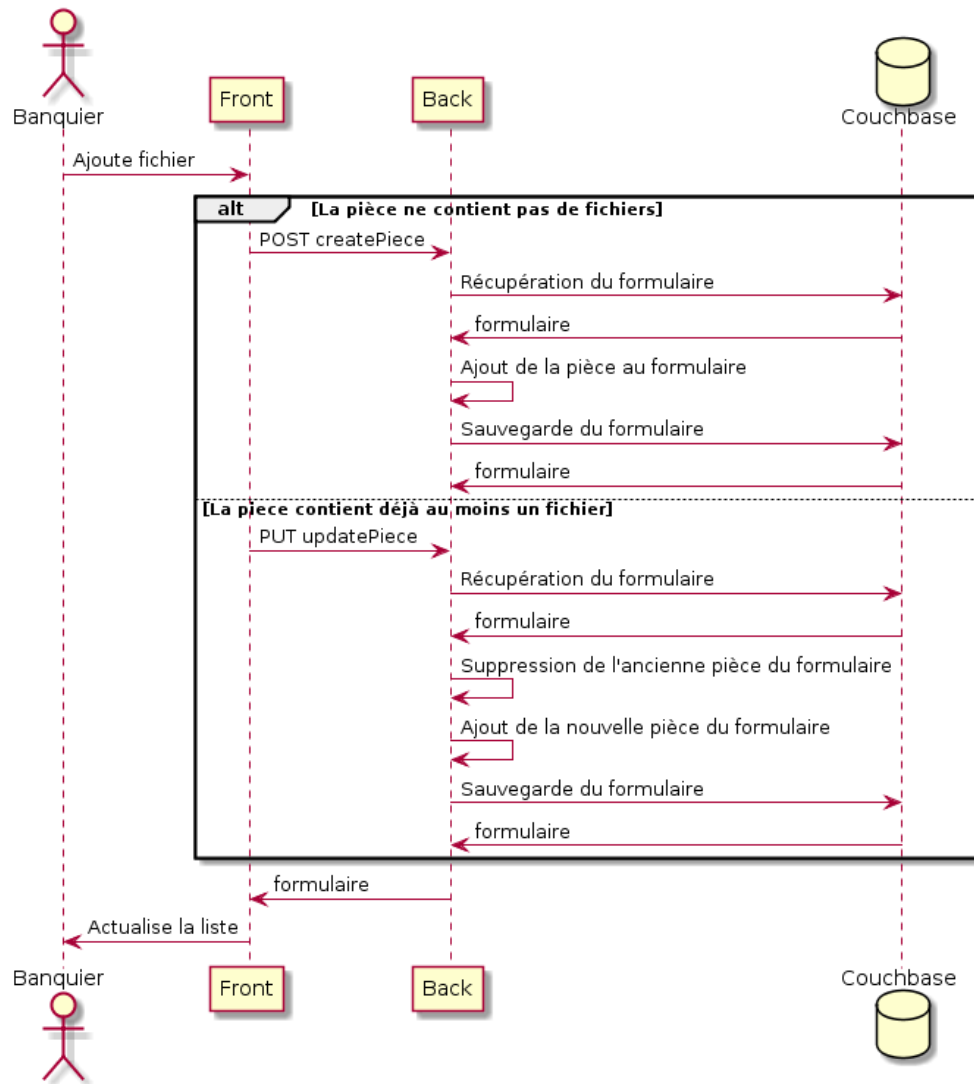 Banquier
Front
Back
Couchbase
Ajoute fichier
alt [La pièce ne contient pas de fichiers]
POST createPiece
Récupération du formulaire
formulaire
Ajout de la pièce au formulaire
Sauvegarde du formulaire
formulaire
[La piece contient déjà au moins un fichier]
PUT updatePiece
Récupération du formulaire
formulaire
Suppression de l'ancienne pièce du formulaire
Ajout de la nouvelle pièce du formulaire
Sauvegarde du formulaire
formulaire
formulaire
Actualise la liste
Banquier
Front
Back
Couchbase